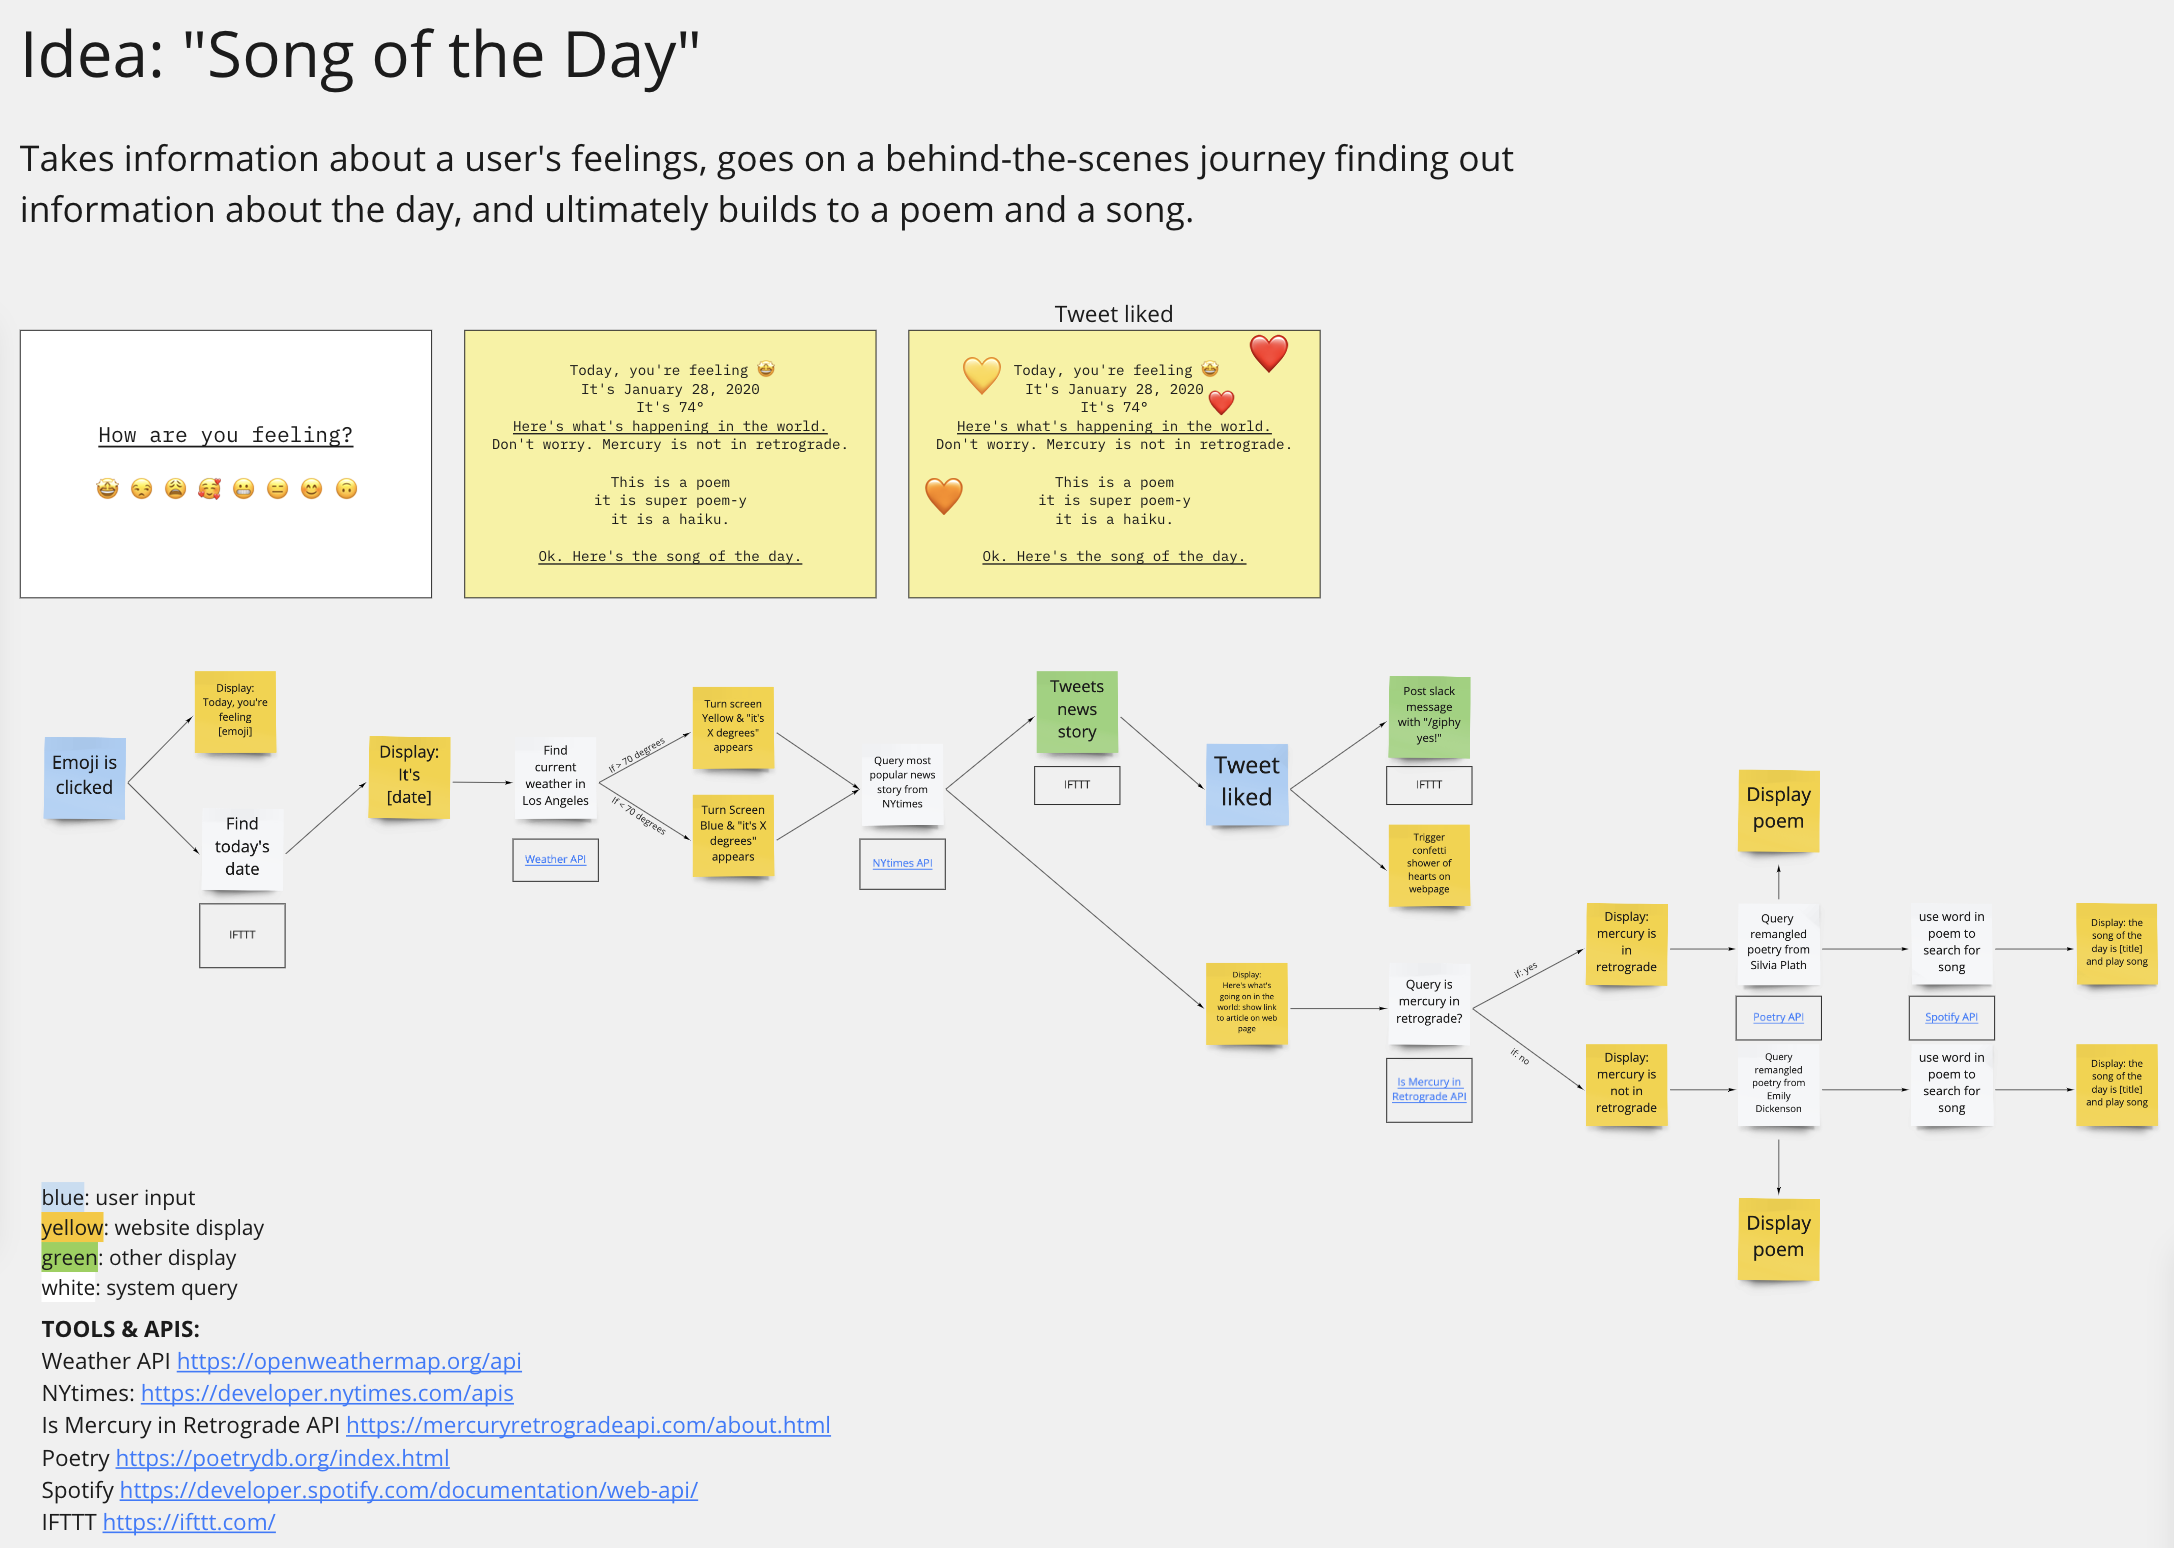 Idea: "Song of the Day"
Takes information about a user's feelings, goes on a behind-the-scenes journey finding out
information about the day, and ultimately builds to a poem and a song.
How are you feeling?
🤩 😒 😩 🥰 😬 😑 😊 🙃
Today, you're feeling 🤩
It's January 28, 2020
It's 74°
Here's what's happening in the world.
Don't worry. Mercury is not in retrograde.
This is a poem
it is super poem-y
it is a haiku.
Ok. Here's the song of the day.
Tweet liked
Today, you're feeling 🤩
It's January 28, 2020
It's 74°
Here's what's happening in the world.
Don't worry. Mercury is not in retrograde.
This is a poem
it is super poem-y
it is a haiku.
Ok. Here's the song of the day.
Emoji is
clicked
Display:
Today, you're
feeling
[emoji]
Find
today's
date
IFTTT
Display:
It's
[date]
Find
current
weather in
Los Angeles
Weather API
If > 70 degrees
If < 70 degrees
Turn screen
Yellow & "it's
X degrees"
appears
Turn Screen
Blue & "it's X
degrees"
appears
Query most
popular news
story from
NYtimes
NYtimes API
Tweets
news
story
IFTTT
Tweet
liked
Post slack
message
with "/giphy
yes!"
IFTTT
Trigger
confetti
shower of
hearts on
webpage
Display:
Here's what's
going on in the
world: show link
to article on web
page
Query is
mercury in
retrograde?
Is Mercury in
Retrograde API
if: yes
if: no
Display:
mercury is
in
retrograde
Display
poem
Query
remangled
poetry from
Silvia Plath
Poetry API
use word in
poem to
search for
song
Spotify API
Display: the
song of the
day is [title]
and play song
Display:
mercury is
not in
retrograde
Query
remangled
poetry from
Emily
Dickenson
use word in
poem to
search for
song
Display: the
song of the
day is [title]
and play song
Display
poem
blue: user input
yellow: website display
green: other display
white: system query
TOOLS & APIS:
Weather API https://openweathermap.org/api
NYtimes: https://developer.nytimes.com/apis
Is Mercury in Retrograde API https://mercuryretrogradeapi.com/about.html
Poetry https://poetrydb.org/index.html
Spotify https://developer.spotify.com/documentation/web-api/
IFTTT https://ifttt.com/